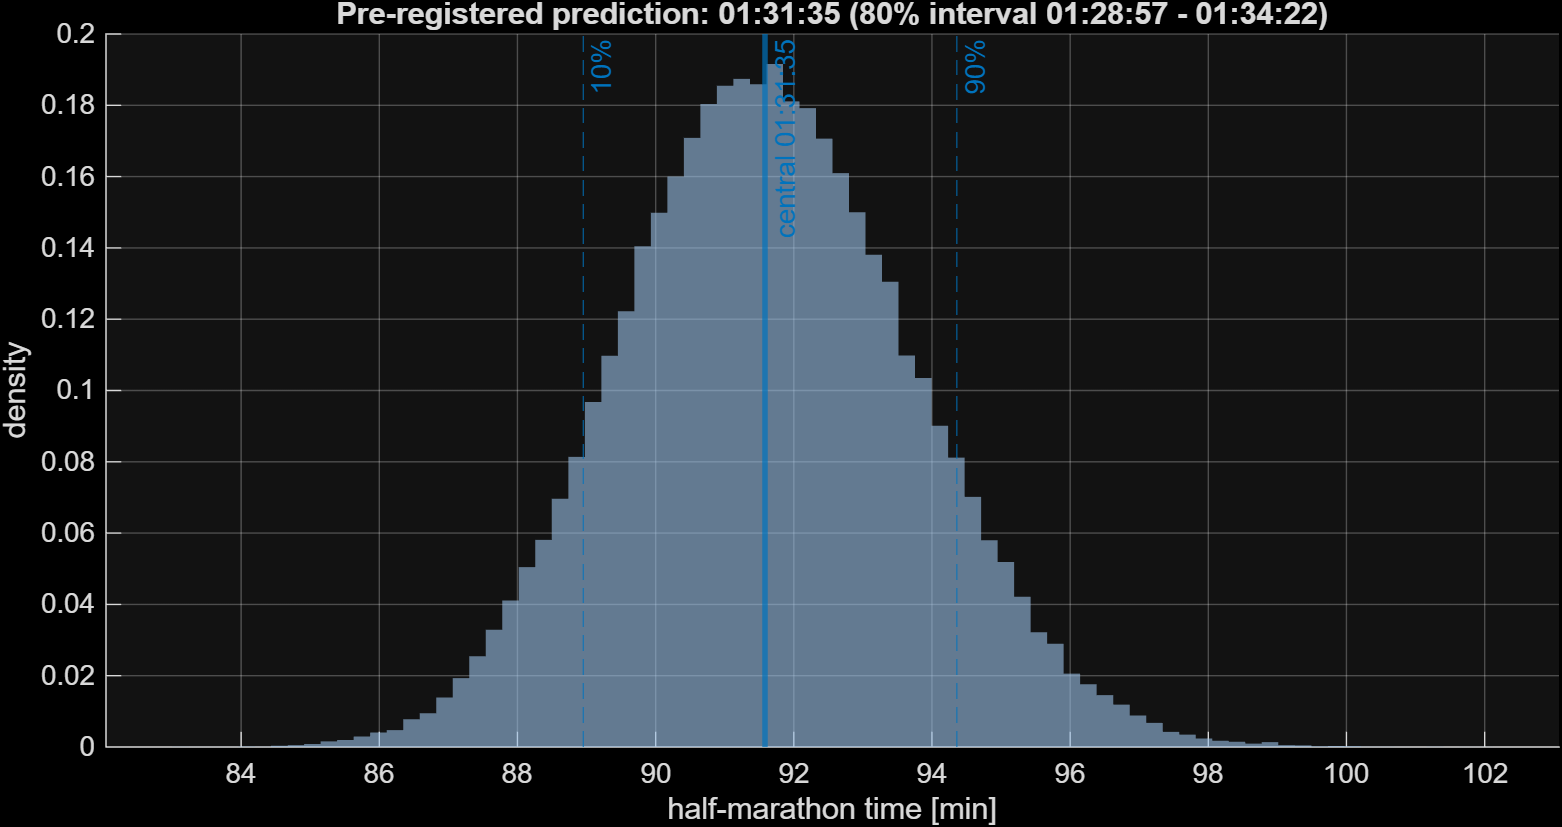 Pre-registered prediction: 01:31:35 (80% interval 01:28:57 - 01:34:22)
0.2
0.18
0.16
0.14
0.12
0.1
0.08
0.06
0.04
0.02
0
density
10%
central 01:31:35
90%
84 86 88 90 92 94 96 98 100 102
half-marathon time [min]